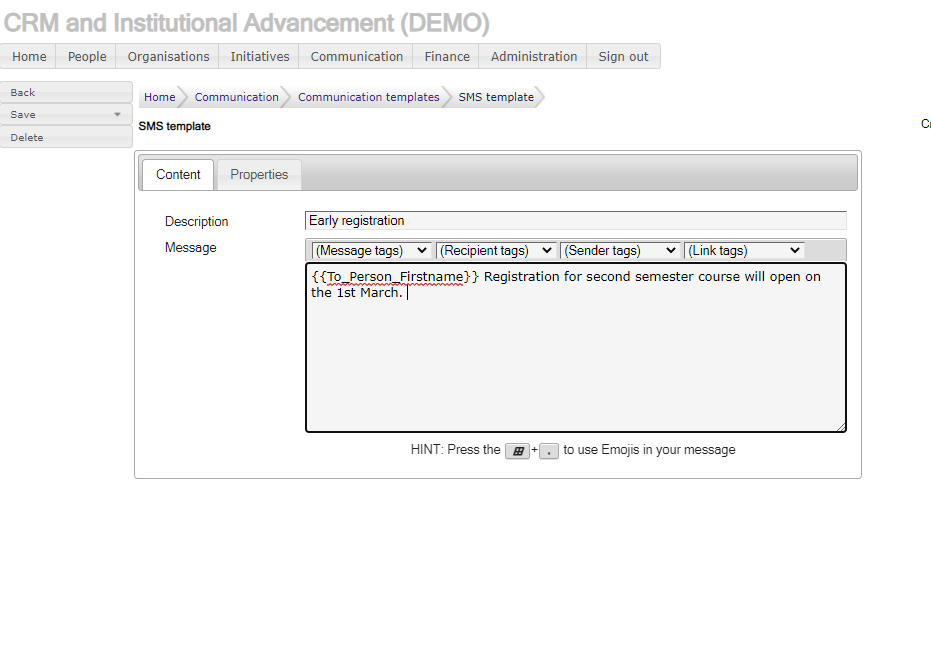 CRM and Institutional Advancement (DEMO)
Home People Organisations Initiatives Communication Finance Administration Sign out
Back
Save
Delete
Home Communication Communication templates SMS template
SMS template
Content Properties
Description Early registration
Message (Message tags) (Recipient tags) (Sender tags) (Link tags)
{{To_Person_Firstname}} Registration for second semester course will open on
the 1st March.
HINT: Press the + . to use Emojis in your message